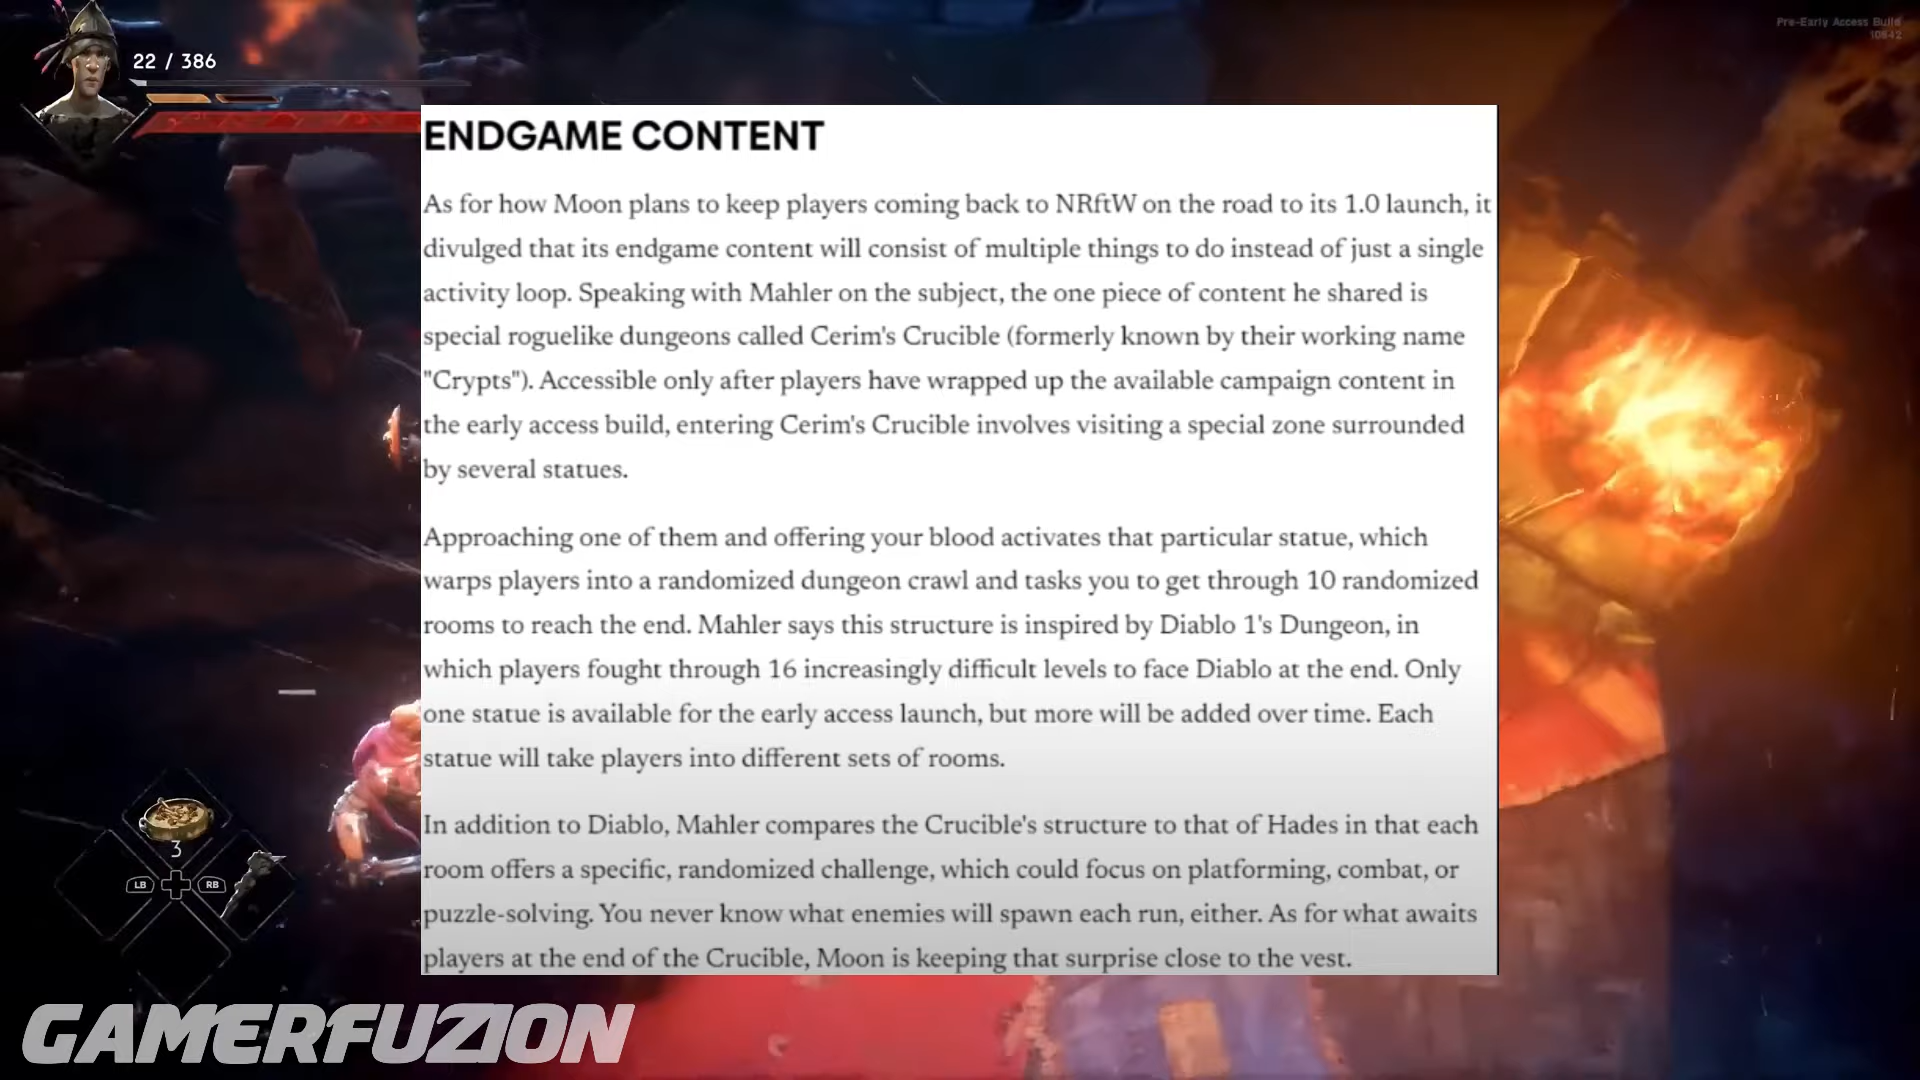 Pre-Early Access Build
10842
22 / 386
ENDGAME CONTENT
As for how Moon plans to keep players coming back to NRftW on the road to its 1.0 launch, it
divulged that its endgame content will consist of multiple things to do instead of just a single
activity loop. Speaking with Mahler on the subject, the one piece of content he shared is
special roguelike dungeons called Cerim's Crucible (formerly known by their working name
"Crypts"). Accessible only after players have wrapped up the available campaign content in
the early access build, entering Cerim's Crucible involves visiting a special zone surrounded
by several statues.
Approaching one of them and offering your blood activates that particular statue, which
warps players into a randomized dungeon crawl and tasks you to get through 10 randomized
rooms to reach the end. Mahler says this structure is inspired by Diablo 1's Dungeon, in
which players fought through 16 increasingly difficult levels to face Diablo at the end. Only
one statue is available for the early access launch, but more will be added over time. Each
statue will take players into different sets of rooms.
In addition to Diablo, Mahler compares the Crucible's structure to that of Hades in that each
room offers a specific, randomized challenge, which could focus on platforming, combat, or
puzzle-solving. You never know what enemies will spawn each run, either. As for what awaits
players at the end of the Crucible, Moon is keeping that surprise close to the vest.
3
LB
RB
GAMERFUZION